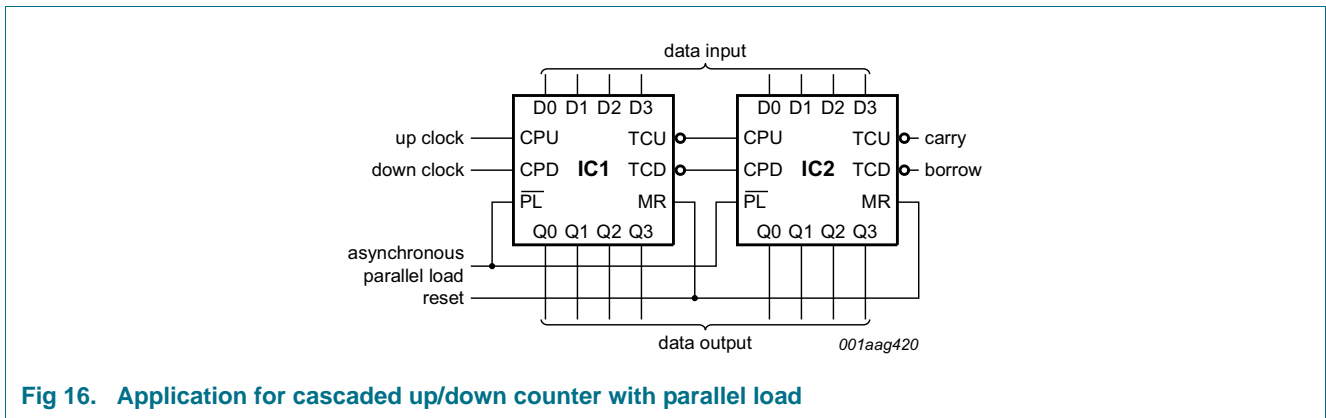 data input
D0 D1 D2 D3
D0 D1 D2 D3
up clock
CPU
TCU
CPU
TCU
carry
down clock
CPD
IC1
TCD
CPD
IC2
TCD
borrow
PL
MR
PL
MR
Q0 Q1 Q2 Q3
Q0 Q1 Q2 Q3
asynchronous
parallel load
reset
data output
001aag420
Fig 16. Application for cascaded up/down counter with parallel load